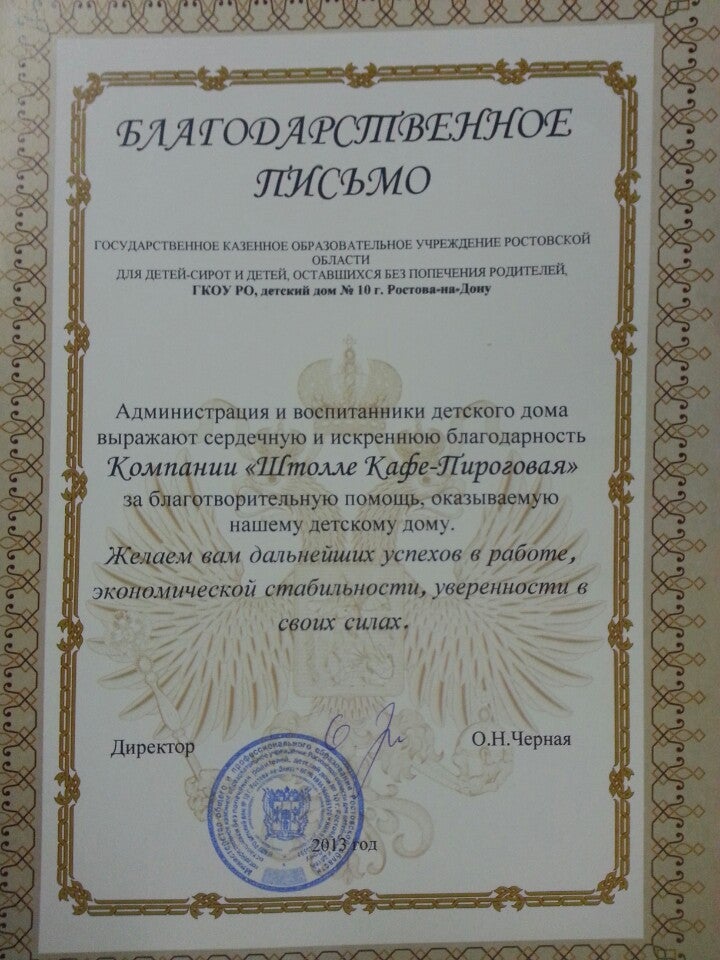 БЛАГОДАРСТВЕННОЕ
ПИСЬМО
ГОСУДАРСТВЕННОЕ КАЗЕННОЕ ОБРАЗОВАТЕЛЬНОЕ УЧРЕЖДЕНИЕ РОСТОВСКОЙ
ОБЛАСТИ
ДЛЯ ДЕТЕЙ-СИРОТ И ДЕТЕЙ, ОСТАВШИХСЯ БЕЗ ПОПЕЧЕНИЯ РОДИТЕЛЕЙ,
ГКОУ РО, детский дом № 10 г. Ростова-на-Дону
Администрация и воспитанники детского дома
выражают сердечную и искреннюю благодарность
Компании «Штолле Кафе-Пироговая»
за благотворительную помощь, оказываемую
нашему детскому дому.
Желаем вам дальнейших успехов в работе,
экономической стабильности, уверенности в
своих силах.
Директор
О.Н.Черная
2013 год